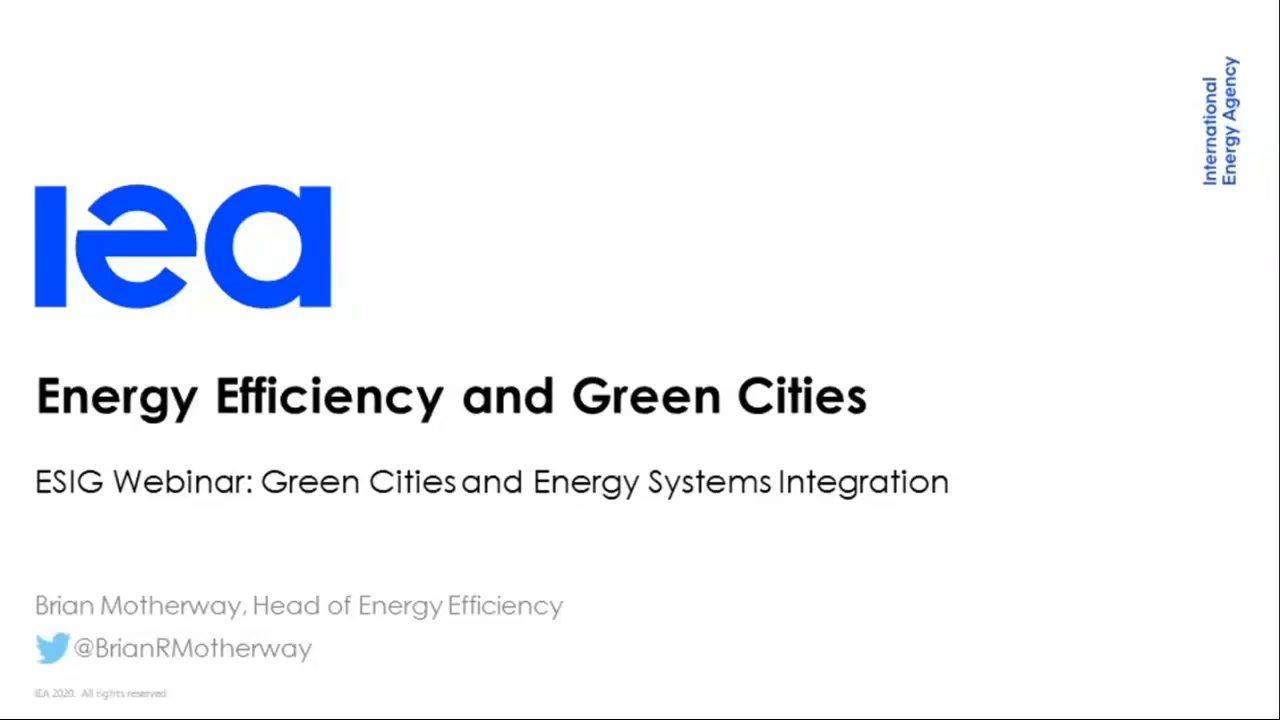 International
Energy Agency
iea
Energy Efficiency and Green Cities
ESIG Webinar: Green Cities and Energy Systems Integration
Brian Motherway, Head of Energy Efficiency
@BrianRMotherway
IEA 2020. All rights reserved